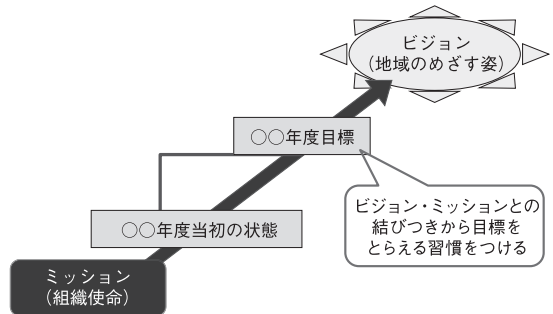 ビジョン
（地域のめざす姿）
○○年度目標
ビジョン・ミッションとの
結びつきから目標を
とらえる習慣をつける
○○年度当初の状態
ミッション
（組織使命）